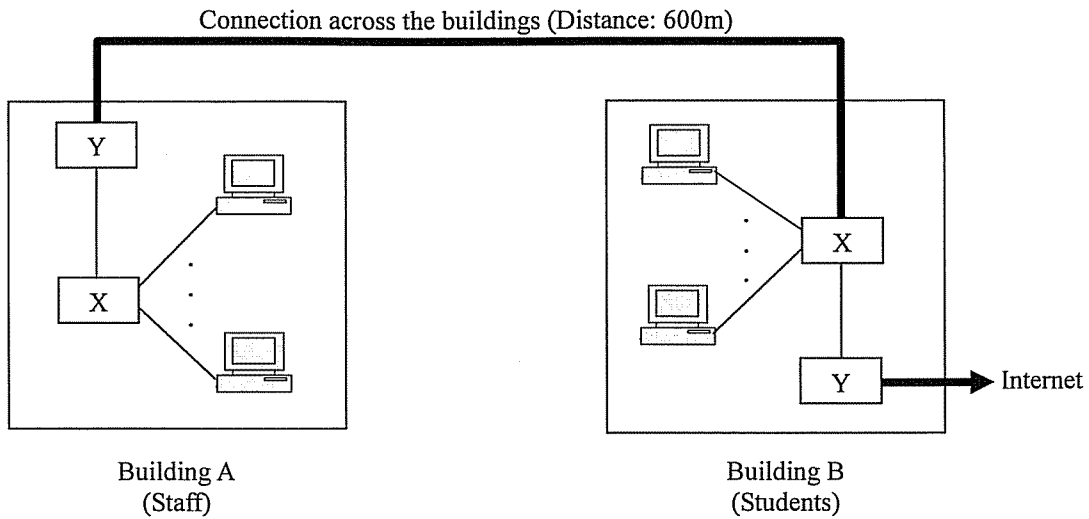 Connection across the buildings (Distance: 600m)
Y
X
X
Y
Internet
Building A
(Staff)
Building B
(Students)